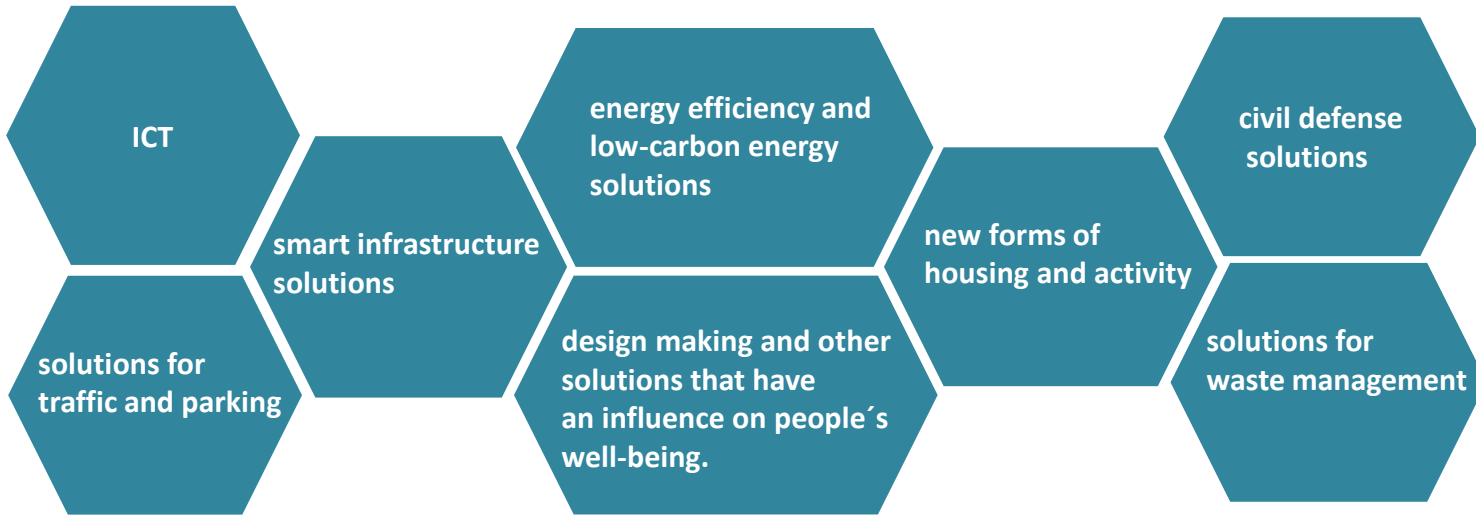 ICT
solutions for
traffic and parking
smart infrastructure
solutions
energy efficiency and
low-carbon energy
solutions
design making and other
solutions that have
an influence on people´s
well-being.
new forms of
housing and activity
civil defense
solutions
solutions for
waste management